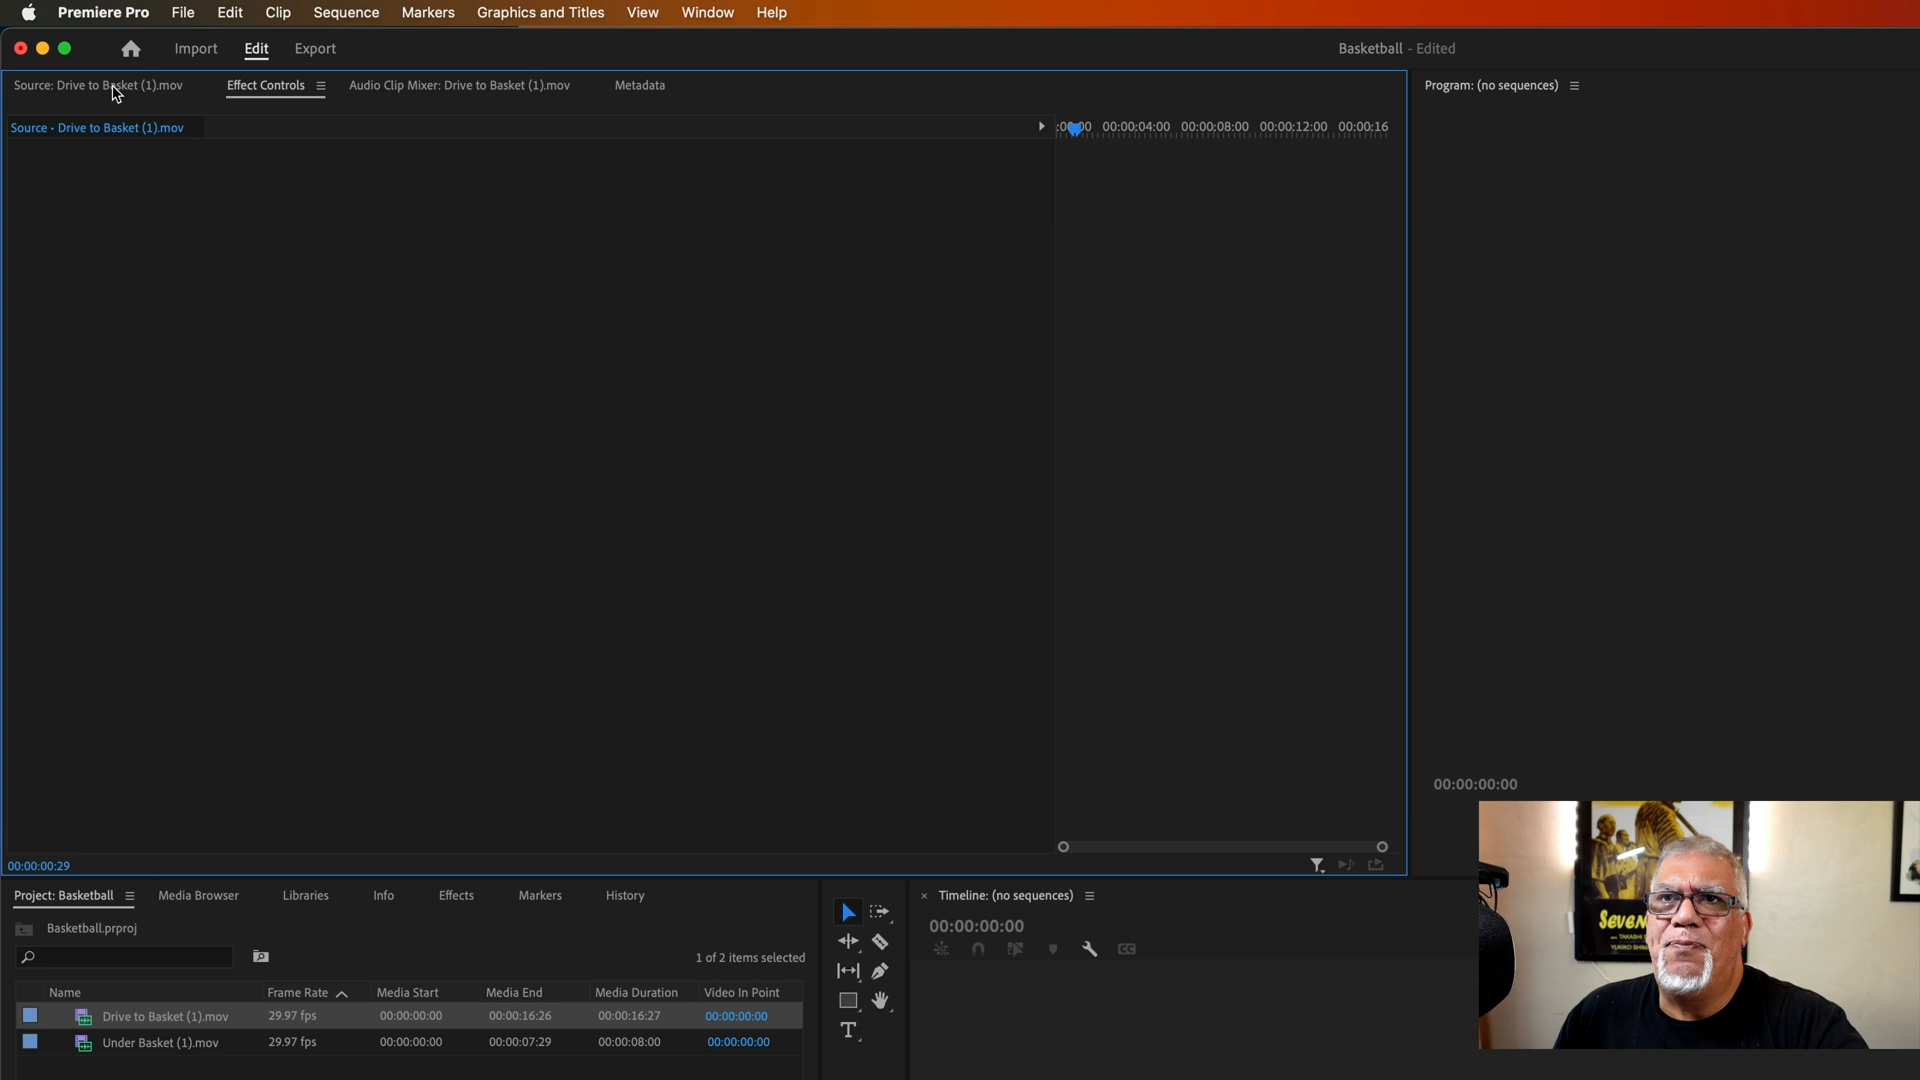 Premiere Pro File Edit Clip Sequence Markers Graphics and Titles View Window Help
Import Edit Export Basketball - Edited
Source: Drive to Basket (1).mov Effect Controls Audio Clip Mixer: Drive to Basket (1).mov Metadata Program: (no sequences)
Source · Drive to Basket (1).mov 00;00;04;00 00;00;08;00 00;00;12;00 00;00;16
00:00:00:00
00:00:00:29
Project: Basketball Media Browser Libraries Info Effects Markers History × Timeline: (no sequences)
Basketball.prproj 00:00:00:00
CC
1 of 2 items selected
Name Frame Rate Media Start Media End Media Duration Video In Point
Drive to Basket (1).mov 29.97 fps 00:00:00:00 00:00:16:26 00:00:16:27 00:00:00:00
Under Basket (1).mov 29.97 fps 00:00:00:00 00:00:07:29 00:00:08:00 00:00:00:00
T
SEVEN
TAKASHI
YUKIKO SHIM